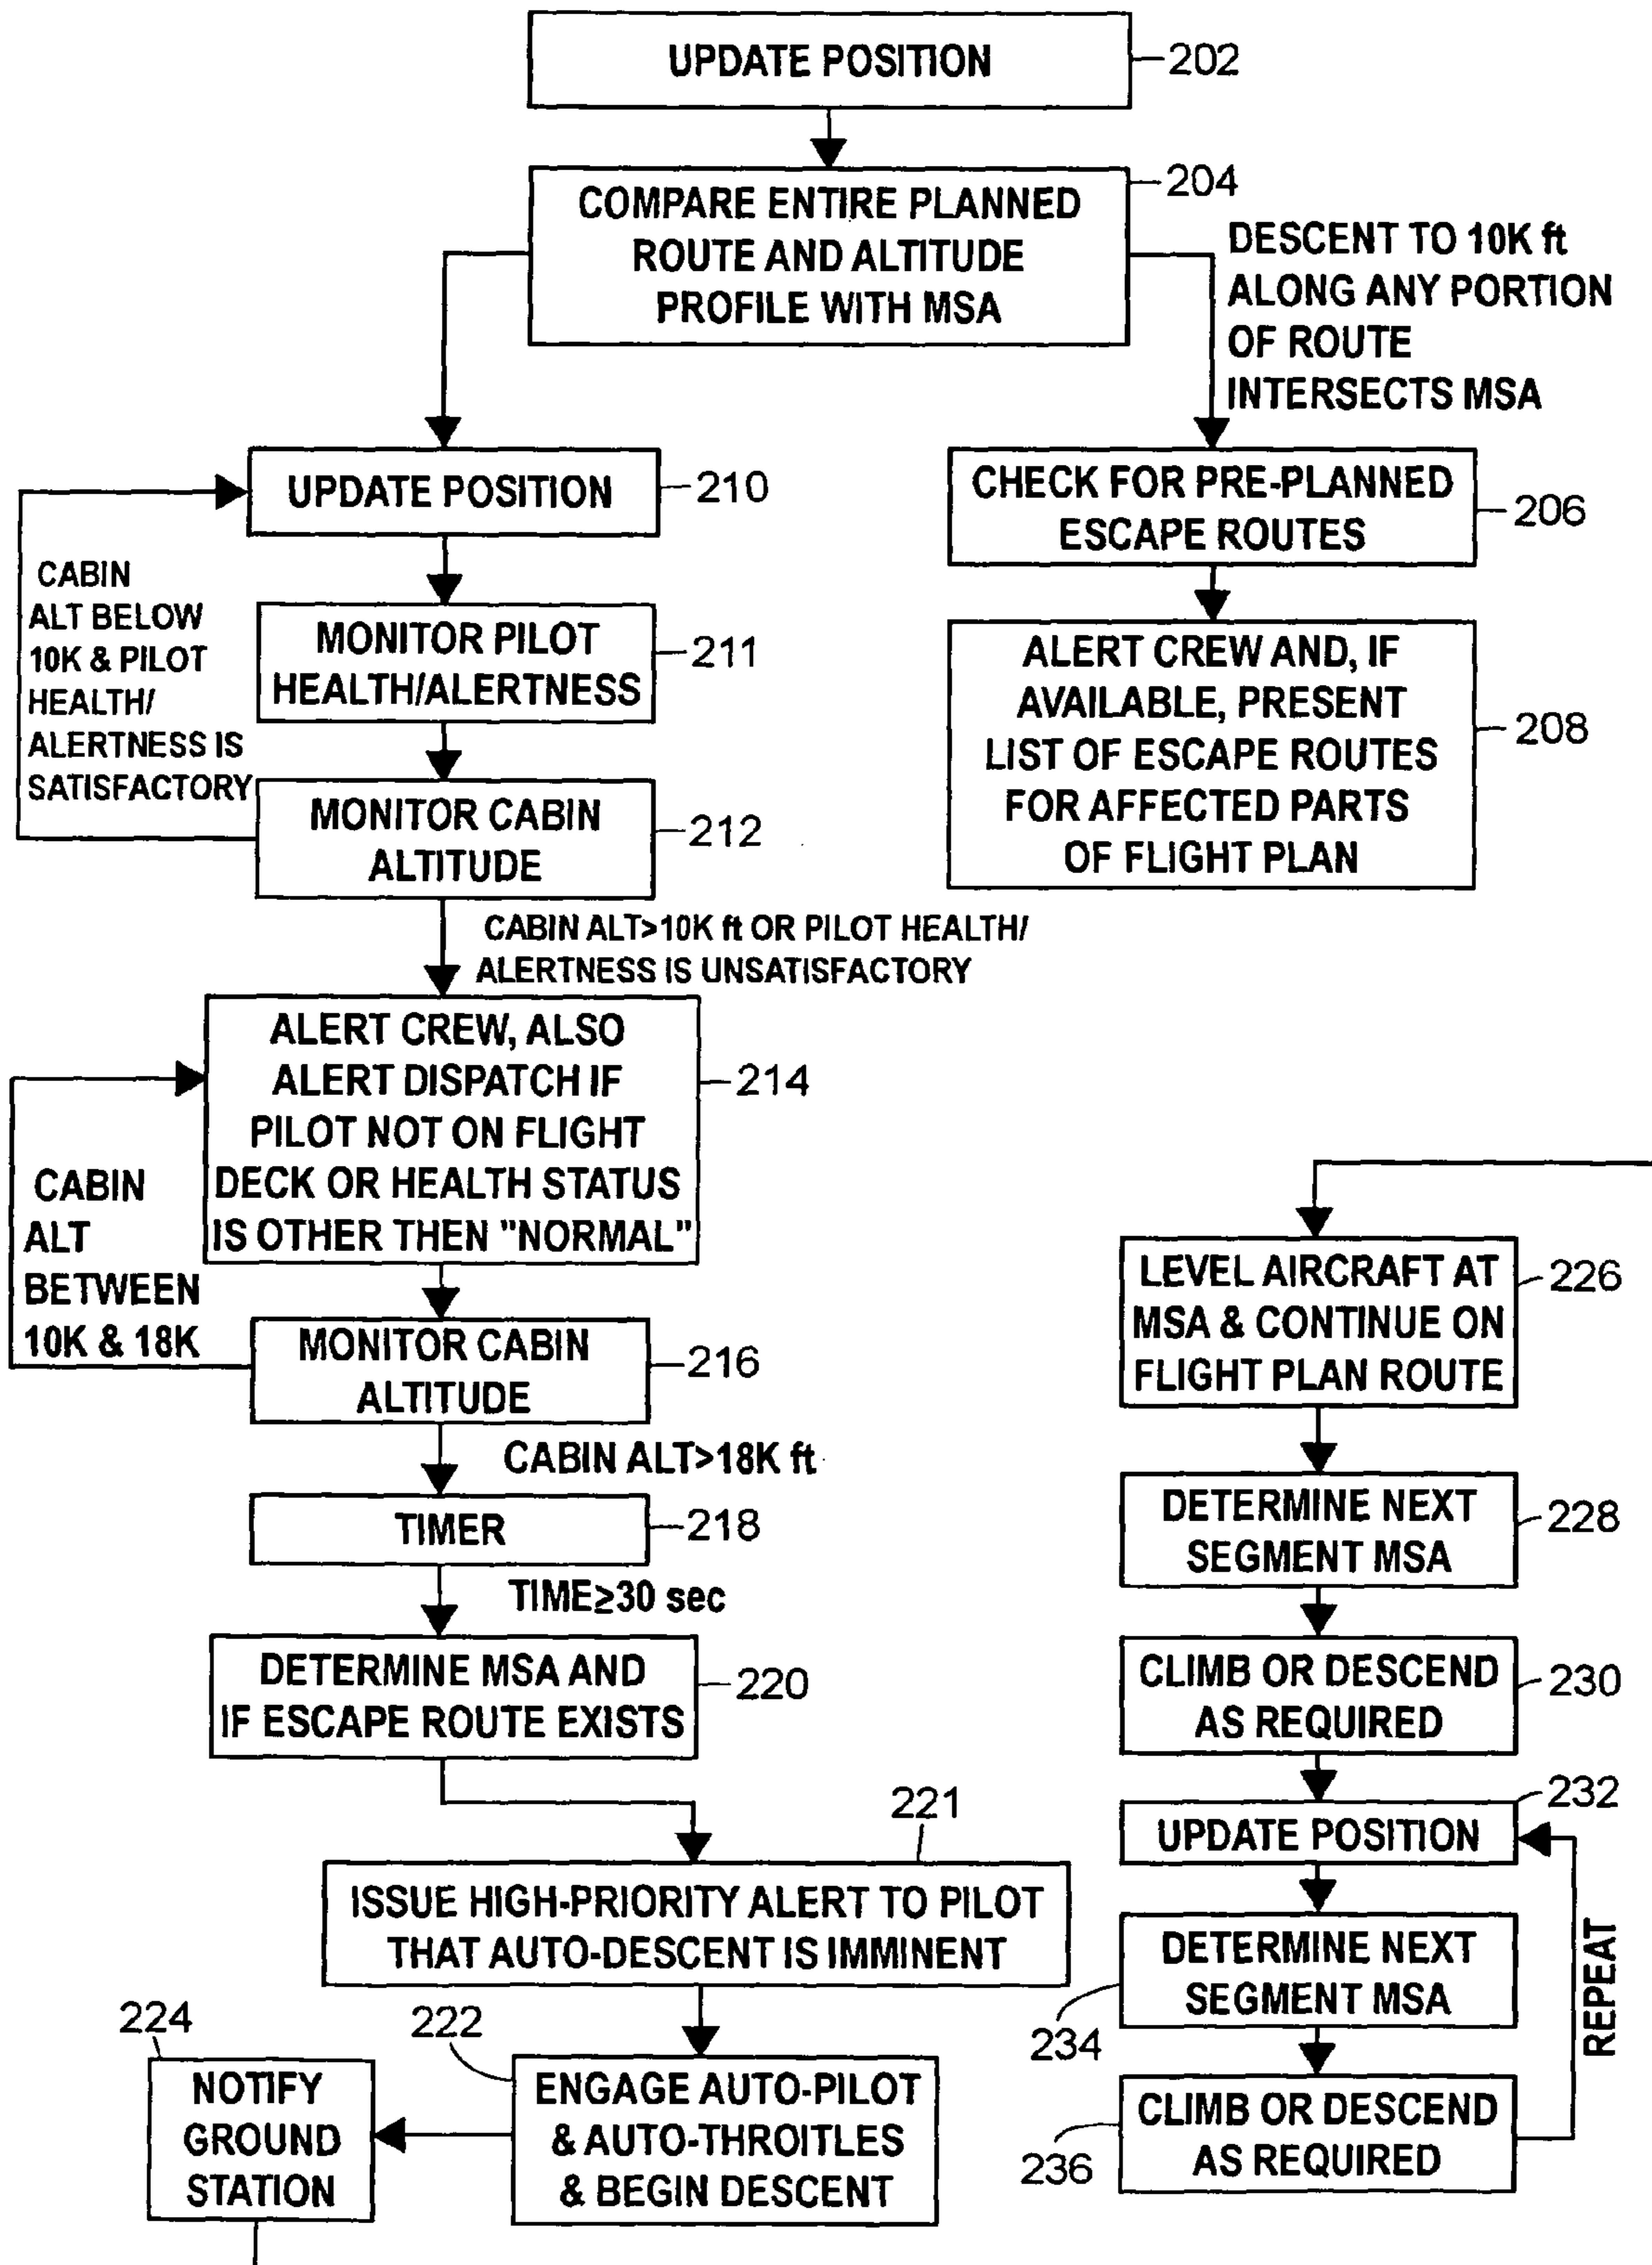 UPDATE POSITION
202
COMPARE ENTIRE PLANNED
ROUTE AND ALTITUDE
PROFILE WITH MSA
204
DESCENT TO 10K ft
ALONG ANY PORTION
OF ROUTE
INTERSECTS MSA
UPDATE POSITION
210
CHECK FOR PRE-PLANNED
ESCAPE ROUTES
206
CABIN
ALT BELOW
10K & PILOT
HEALTH/
ALERTNESS IS
SATISFACTORY
MONITOR PILOT
HEALTH/ALERTNESS
211
ALERT CREW AND, IF
AVAILABLE, PRESENT
LIST OF ESCAPE ROUTES
FOR AFFECTED PARTS
OF FLIGHT PLAN
208
MONITOR CABIN
ALTITUDE
212
CABIN ALT>10K ft OR PILOT HEALTH/
ALERTNESS IS UNSATISFACTORY
ALERT CREW, ALSO
ALERT DISPATCH IF
PILOT NOT ON FLIGHT
DECK OR HEALTH STATUS
IS OTHER THEN "NORMAL"
214
CABIN
ALT
BETWEEN
10K & 18K
MONITOR CABIN
ALTITUDE
216
CABIN ALT>18K ft
TIMER
218
TIME≥30 sec
DETERMINE MSA AND
IF ESCAPE ROUTE EXISTS
220
221
ISSUE HIGH-PRIORITY ALERT TO PILOT
THAT AUTO-DESCENT IS IMMINENT
222
ENGAGE AUTO-PILOT
& AUTO-THROITLES
& BEGIN DESCENT
224
NOTIFY
GROUND
STATION
LEVEL AIRCRAFT AT
MSA & CONTINUE ON
FLIGHT PLAN ROUTE
226
DETERMINE NEXT
SEGMENT MSA
228
CLIMB OR DESCEND
AS REQUIRED
230
232
UPDATE POSITION
DETERMINE NEXT
SEGMENT MSA
234
CLIMB OR DESCEND
AS REQUIRED
236
REPEAT